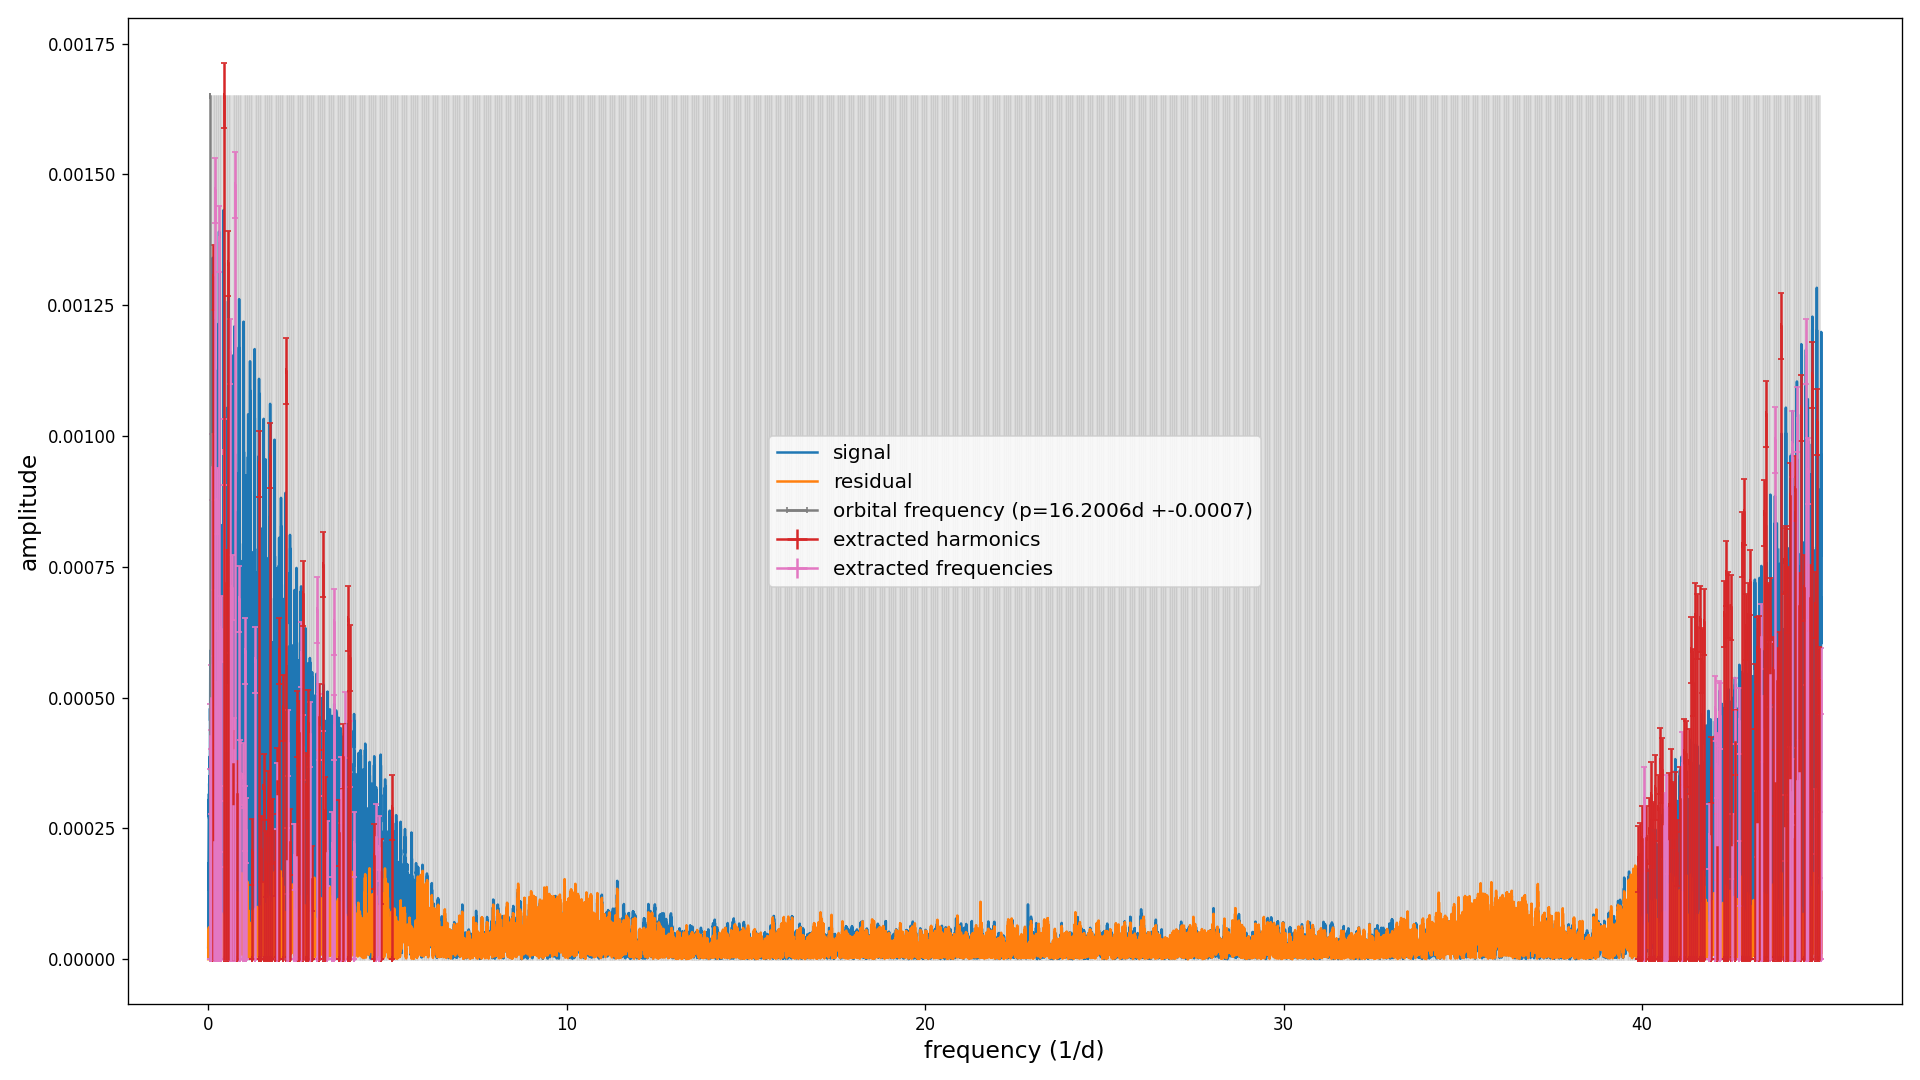 0.00175
0.00150
0.00125
0.00100
0.00075
0.00050
0.00025
0.00000
amplitude
signal
residual
orbital frequency (p=16.2006d +-0.0007)
extracted harmonics
extracted frequencies
0 10 20 30 40
frequency (1/d)